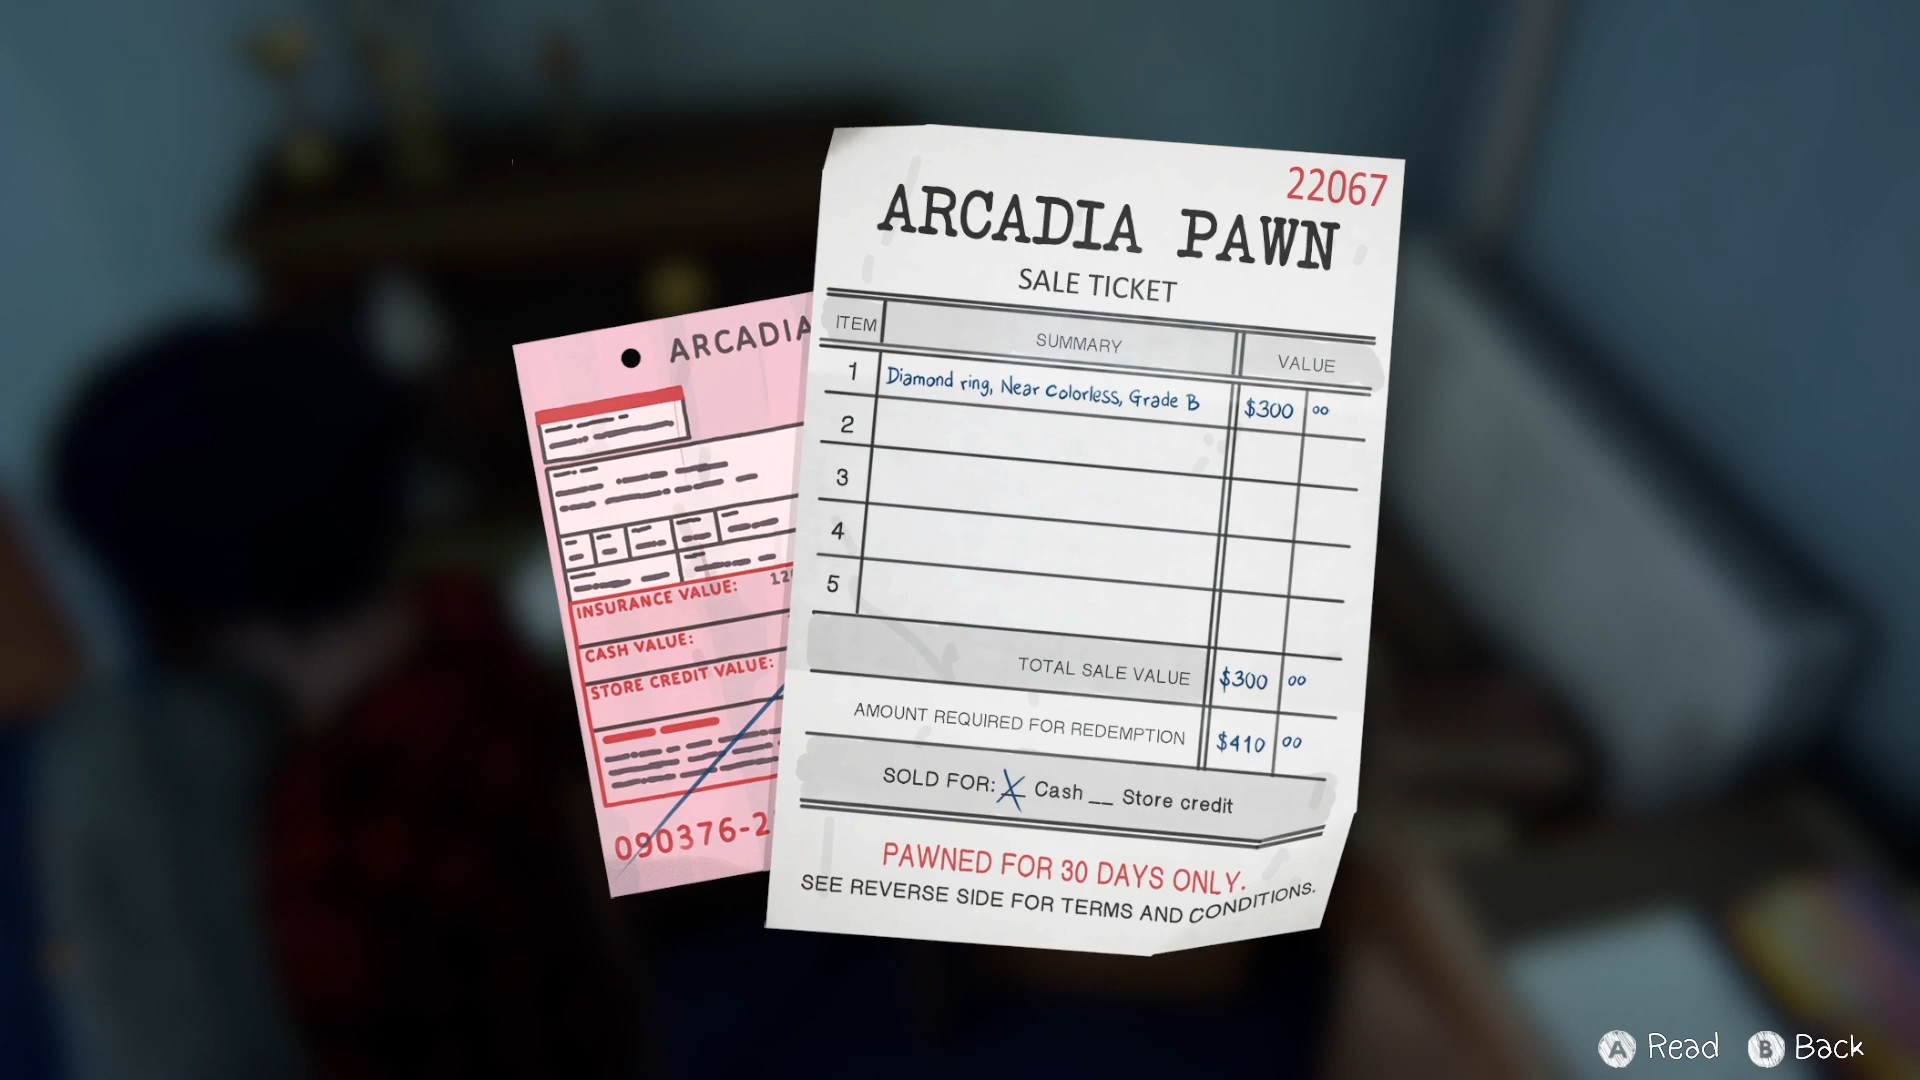 22067
ARCADIA PAWN
SALE TICKET
ITEM SUMMARY VALUE
1 Diamond ring, Near Colorless, Grade B $300 00
2
3
4
5
TOTAL SALE VALUE $300 00
AMOUNT REQUIRED FOR REDEMPTION $410 00
SOLD FOR: X Cash __ Store credit
PAWNED FOR 30 DAYS ONLY.
SEE REVERSE SIDE FOR TERMS AND CONDITIONS.
ARCADIA
INSURANCE VALUE:
CASH VALUE:
STORE CREDIT VALUE:
090376-2
A Read B Back